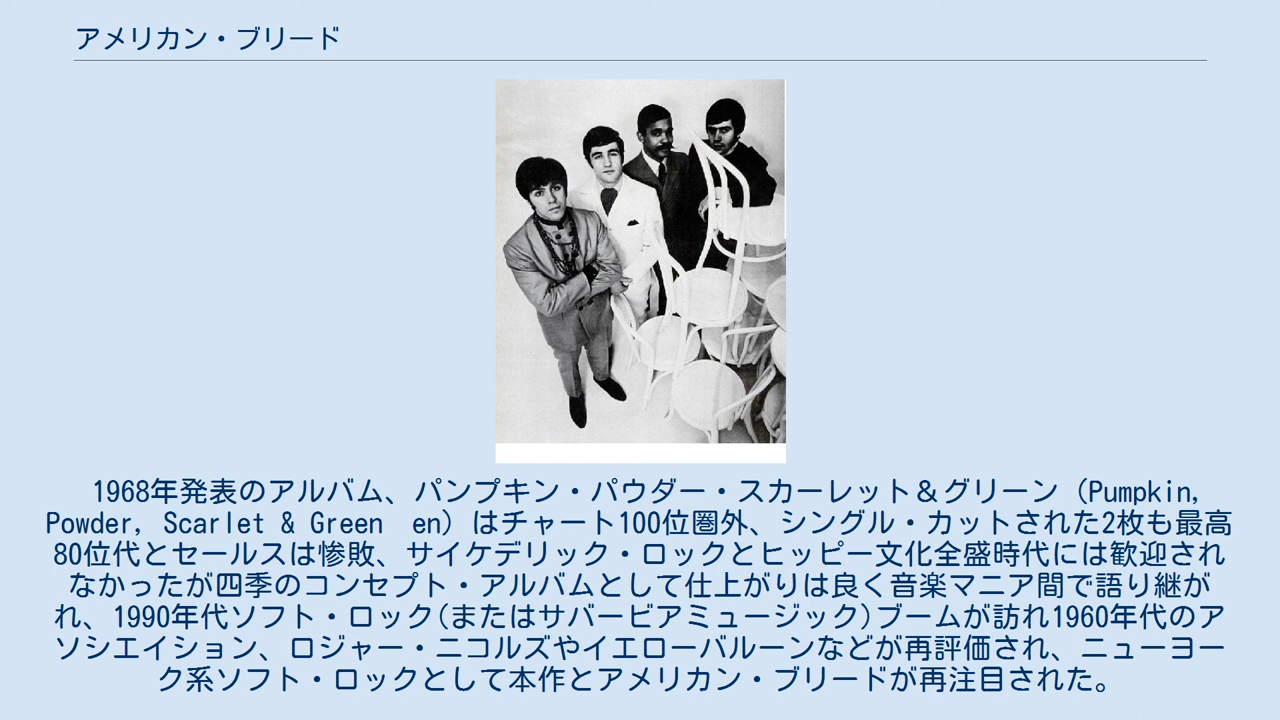 アメリカン・ブリード
1968年発表のアルバム、パンプキン・パウダー・スカーレット＆グリーン（Pumpkin,
Powder, Scarlet & Green　en）はチャート100位圏外、シングル・カットされた2枚も最高
80位代とセールスは惨敗、サイケデリック・ロックとヒッピー文化全盛時代には歓迎され
なかったが四季のコンセプト・アルバムとして仕上がりは良く音楽マニア間で語り継が
れ、1990年代ソフト・ロック(またはサバービアミュージック)ブームが訪れ1960年代のア
ソシエイション、ロジャー・ニコルズやイエローバルーンなどが再評価され、ニューヨー
ク系ソフト・ロックとして本作とアメリカン・ブリードが再注目された。